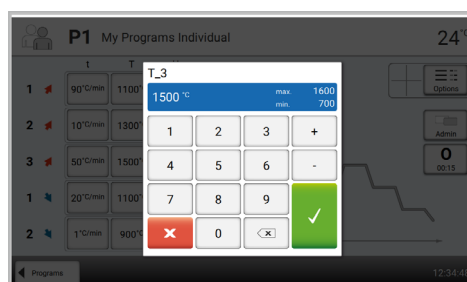 P1 My Programs Individual
24°
t T
T_3
1500 °C
max. 1600
min. 700
1 90°C/min 1100°
2 10°C/min 1300°
3 50°C/min 1500°
1 20°C/min 1100°
2 1°C/min 900°C
1 2 3 +
4 5 6 -
7 8 9
0
Options
Admin
0
00:15
Programs
12:34:48